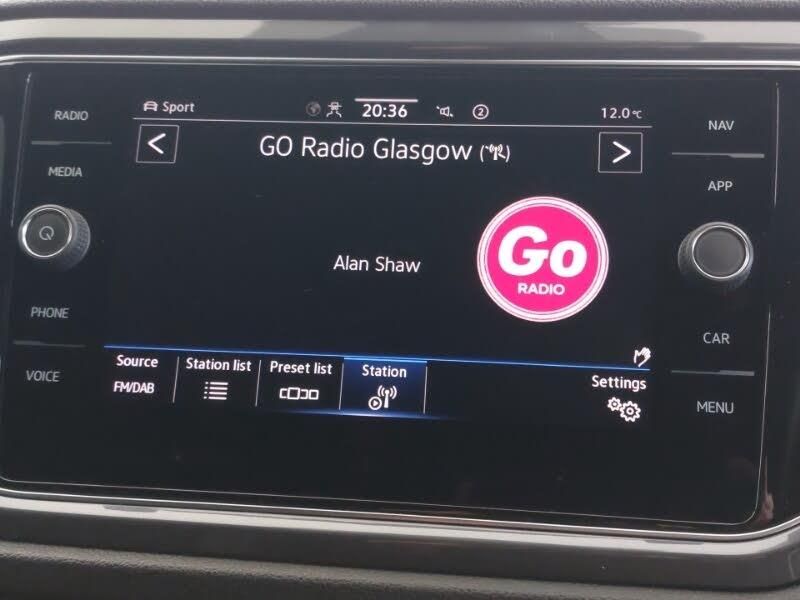 RADIO
MEDIA
PHONE
VOICE
Sport
20:36
2
12.0°C
< GO Radio Glasgow >
Alan Shaw
Go
RADIO
Source
FM/DAB
Station list
Preset list
Station
Settings
NAV
APP
CAR
MENU